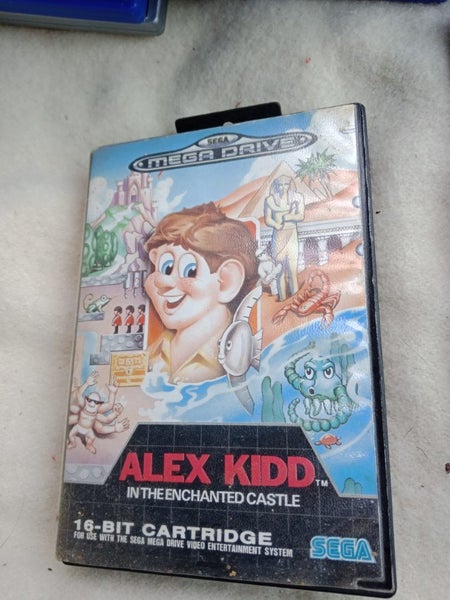 SEGA
MEGA DRIVE
ALEX KIDD TM
IN THE ENCHANTED CASTLE
16-BIT CARTRIDGE
FOR USE WITH THE SEGA MEGA DRIVE VIDEO ENTERTAINMENT SYSTEM
SEGA